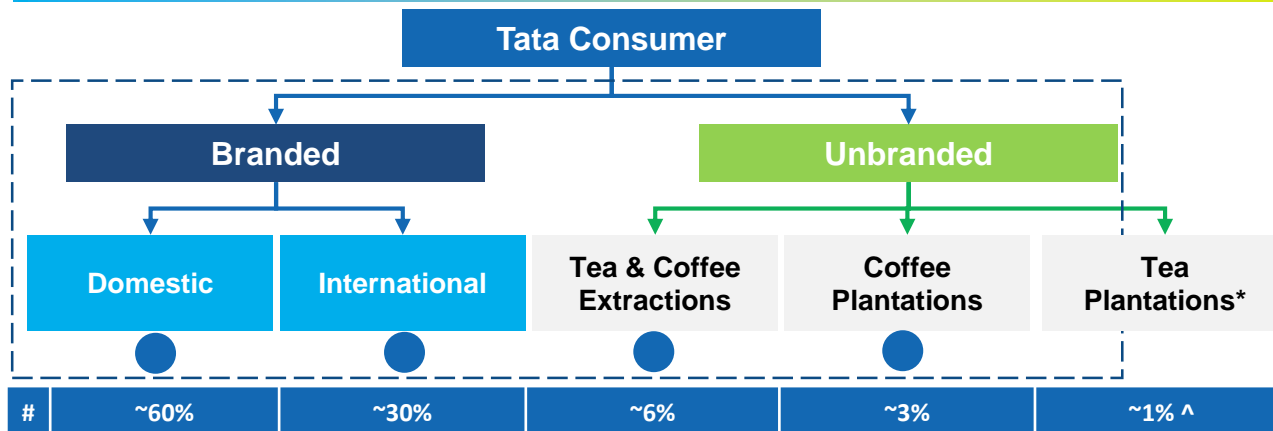 Tata Consumer
Branded
Unbranded
Domestic
International
Tea & Coffee
Extractions
Coffee
Plantations
Tea
Plantations*
# ~60% ~30% ~6% ~3% ~1% ^